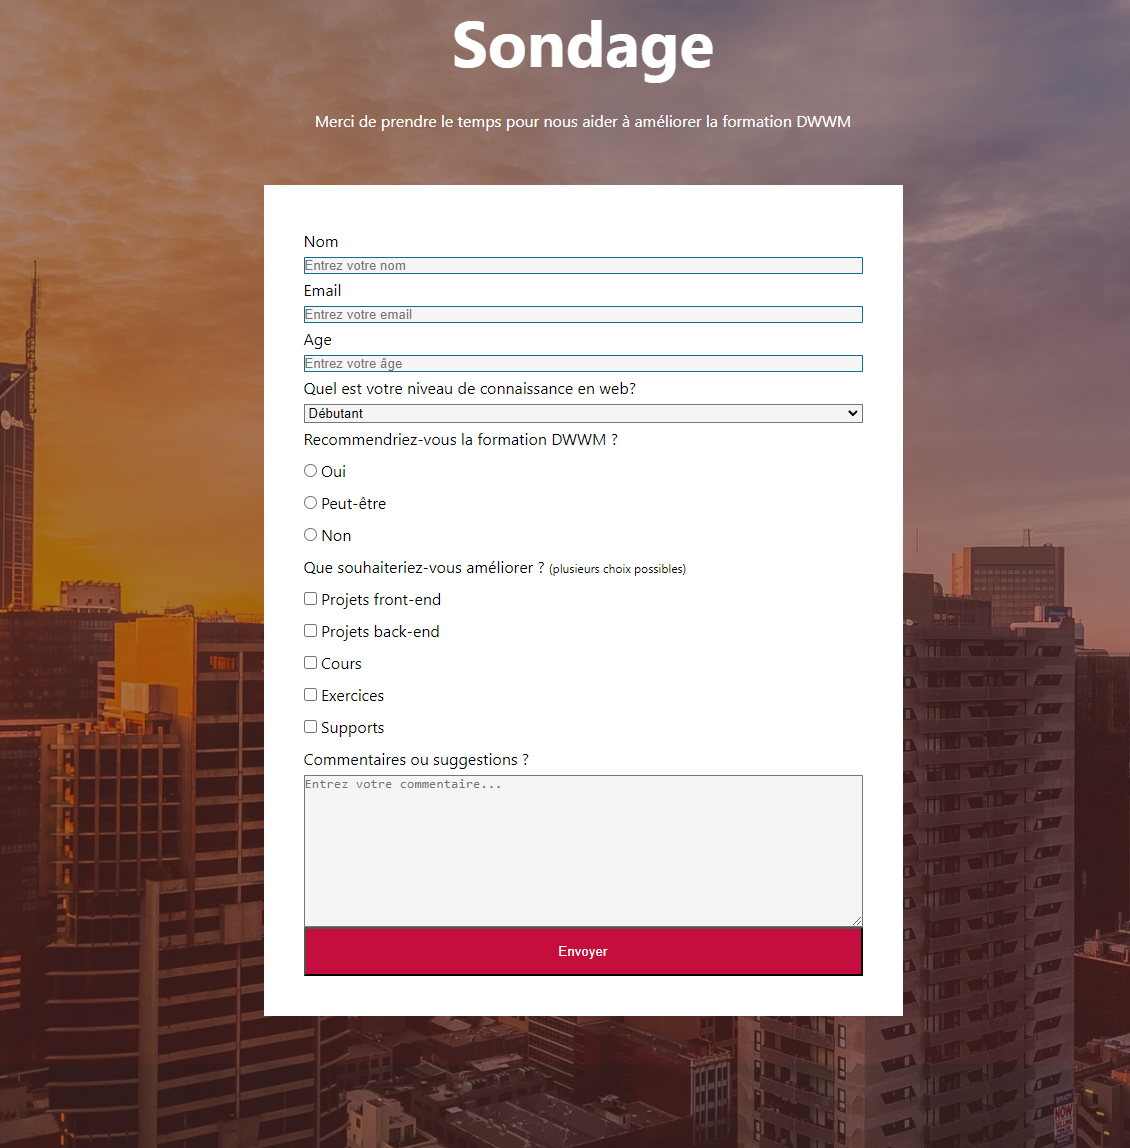 Sondage
Merci de prendre le temps pour nous aider à améliorer la formation DWWM
Nom
Entrez votre nom
Email
Entrez votre email
Age
Entrez votre âge
Quel est votre niveau de connaissance en web?
Débutant
Recommendriez-vous la formation DWWM ?
Oui
Peut-être
Non
Que souhaiteriez-vous améliorer ? (plusieurs choix possibles)
Projets front-end
Projets back-end
Cours
Exercices
Supports
Commentaires ou suggestions ?
Entrez votre commentaire...
Envoyer
NOW